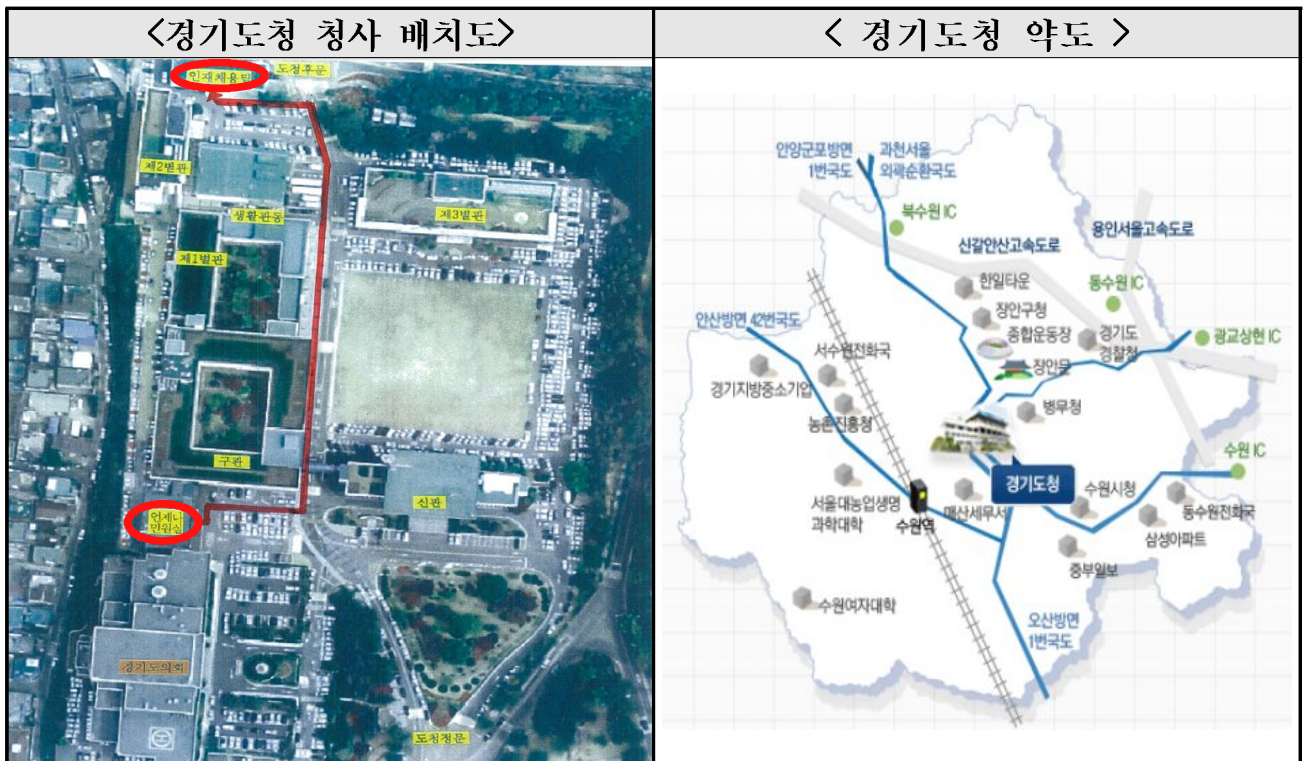 <경기도청 청사 배치도>
< 경기도청 약도 >
인재채용팀
도청후문
제2별관
생활관동
제3별관
제1별관
구관
신관
언제나
민원실
경기도의회
도청정문
안양군포방면
1번국도
과천서울
외곽순환국도
북수원 IC
신갈안산고속도로
용인서울고속도로
한일타운
동수원 IC
장안구청
안산방면 42번국도
종합운동장
경기도
경찰청
광교상현 IC
서수원전화국
장안문
경기지방중소기업
병무청
농촌진흥청
수원 IC
경기도청
서울대농업생명
과학대학
수원역
매산세무서
수원시청
동수원전화국
삼성아파트
중부일보
수원여자대학
오산방면
1번국도